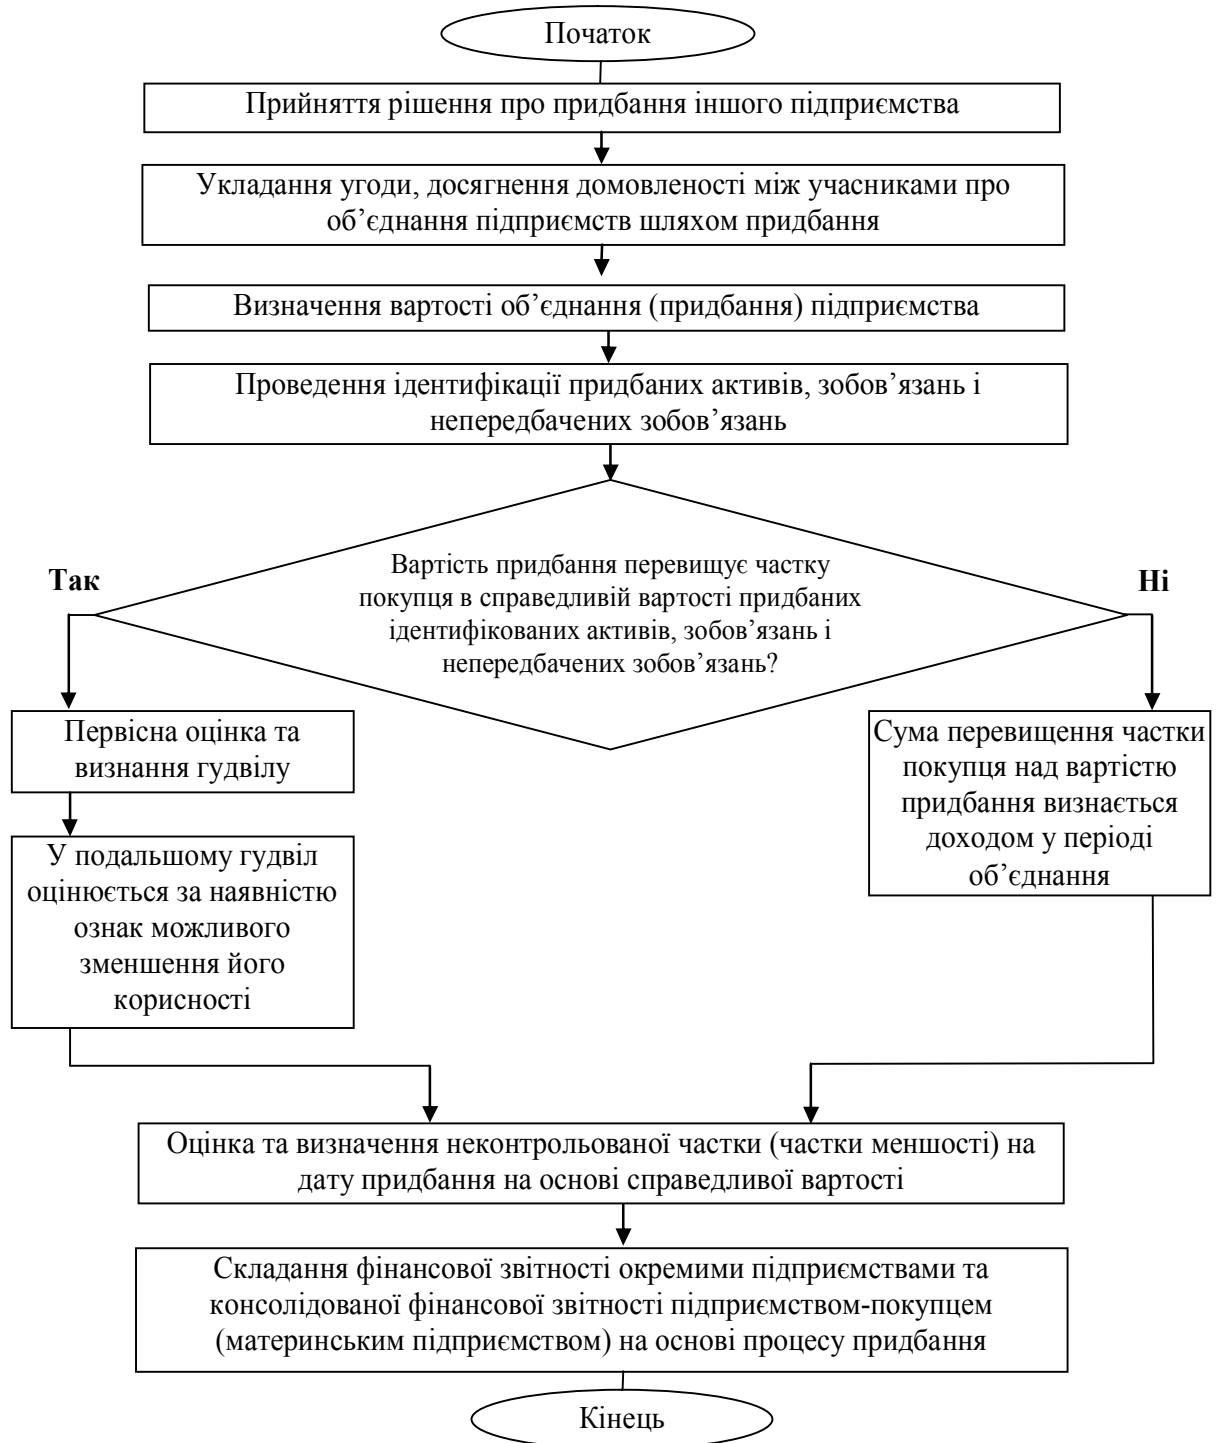 Початок
Прийняття рішення про придбання іншого підприємства
Укладання угоди, досягнення домовленості між учасниками про
об’єднання підприємств шляхом придбання
Визначення вартості об’єднання (придбання) підприємства
Проведення ідентифікації придбаних активів, зобов’язань і
непередбачених зобов’язань
Вартість придбання перевищує частку
покупця в справедливій вартості придбаних
ідентифікованих активів, зобов’язань і
непередбачених зобов’язань?
Так
Ні
Первісна оцінка та
визнання гудвілу
У подальшому гудвіл
оцінюється за наявністю
ознак можливого
зменшення його
корисності
Сума перевищення частки
покупця над вартістю
придбання визнається
доходом у періоді
об’єднання
Оцінка та визначення неконтрольованої частки (частки меншості) на
дату придбання на основі справедливої вартості
Складання фінансової звітності окремими підприємствами та
консолідованої фінансової звітності підприємством-покупцем
(материнським підприємством) на основі процесу придбання
Кінець